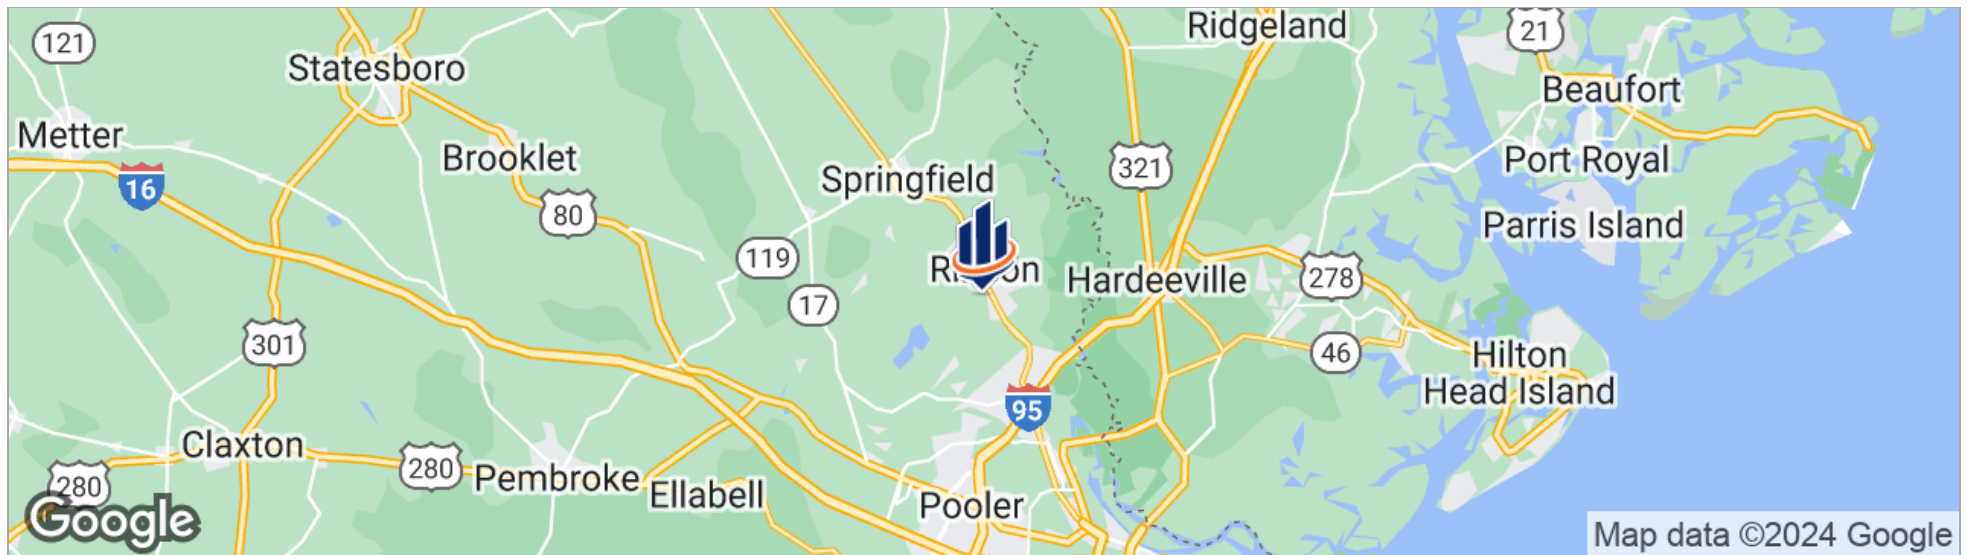 121
Statesboro
Metter
16
Brooklet
80
Springfield
119
17
301
Claxton
280
280
Pembroke
Ellabell
Pooler
95
Hardeeville
321
Ridgeland
21
Beaufort
Port Royal
Parris Island
278
46
Hilton
Head Island
Google
Map data ©2024 Google